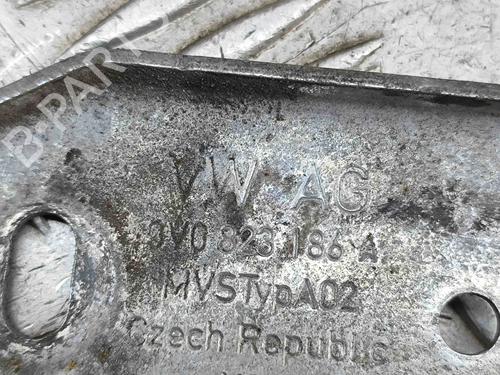 B-PARTS
VW AG
3V0 823 186 A
MVSTypA02
Czech Republic